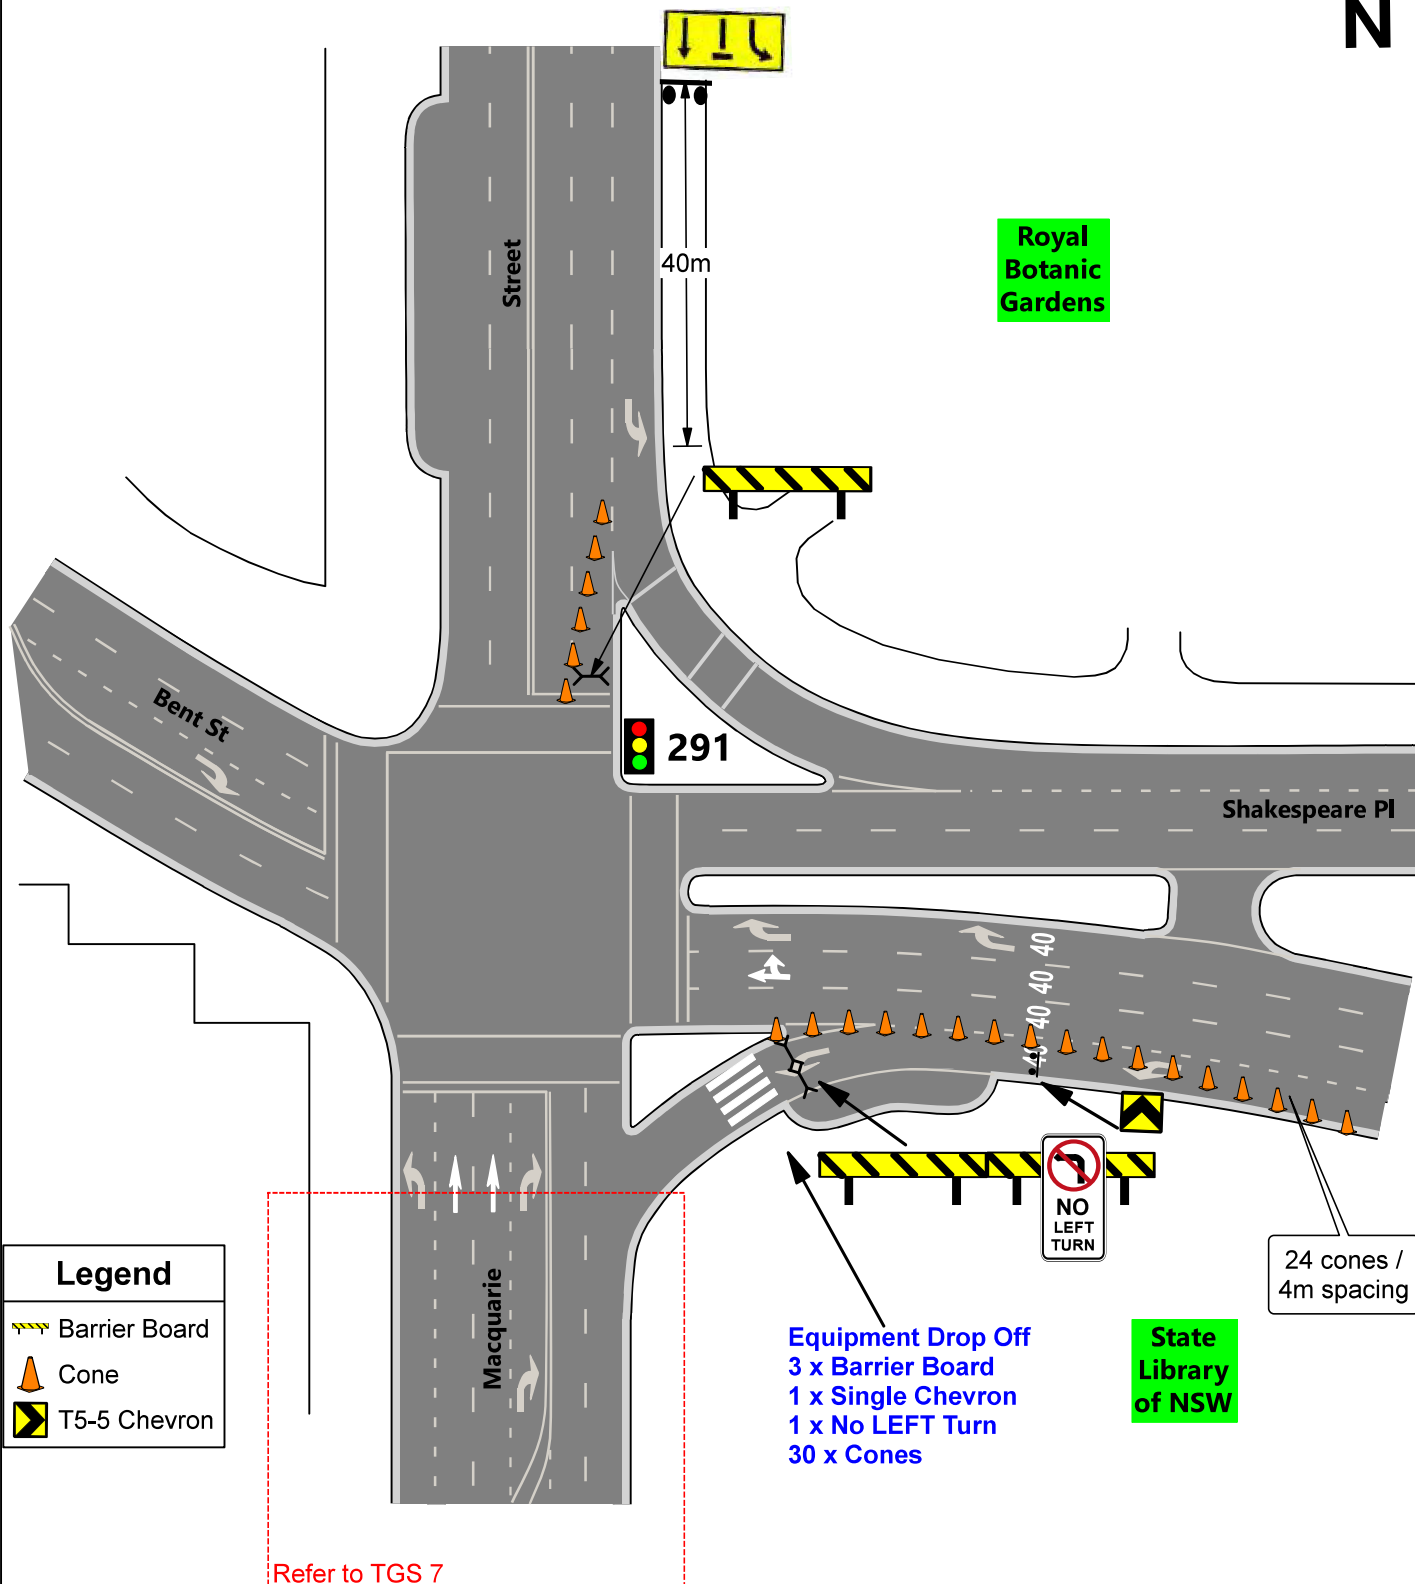 N
Royal
Botanic
Gardens
Street
40m
Bent St
291
Shakespeare Pl
40
40
40
40
NO
LEFT
TURN
24 cones /
4m spacing
Legend
Barrier Board
Cone
T5-5 Chevron
Macquarie
Equipment Drop Off
3 x Barrier Board
1 x Single Chevron
1 x No LEFT Turn
30 x Cones
State
Library
of NSW
Refer to TGS 7